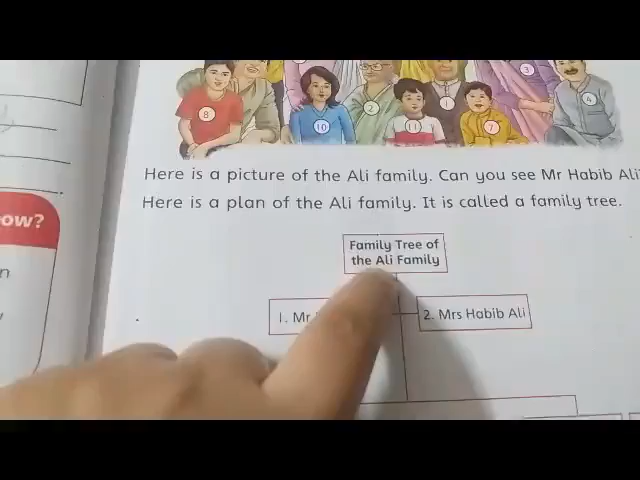 8
10
2
11
1
7
3
4
ow?
n
Here is a picture of the Ali family. Can you see Mr Habib Ali
Here is a plan of the Ali family. It is called a family tree.
Family Tree of
the Ali Family
1. Mr
2. Mrs Habib Ali